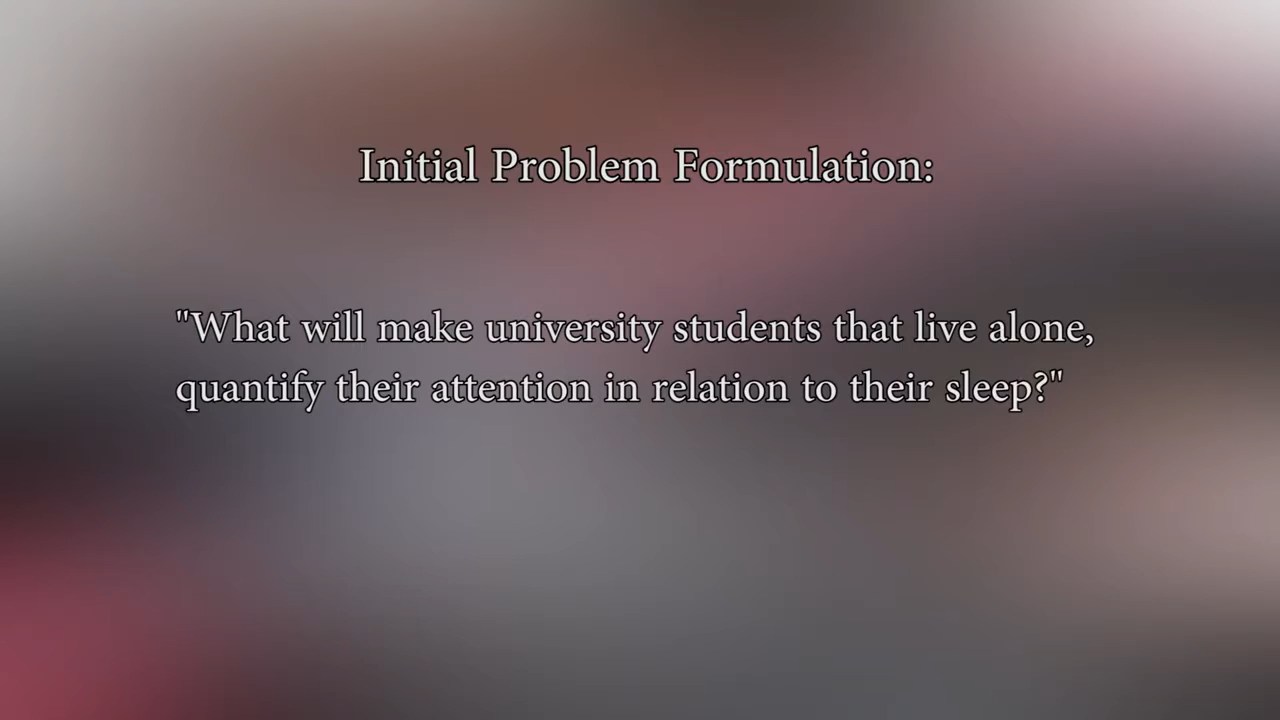 Initial Problem Formulation:
"What will make university students that live alone,
quantify their attention in relation to their sleep?"